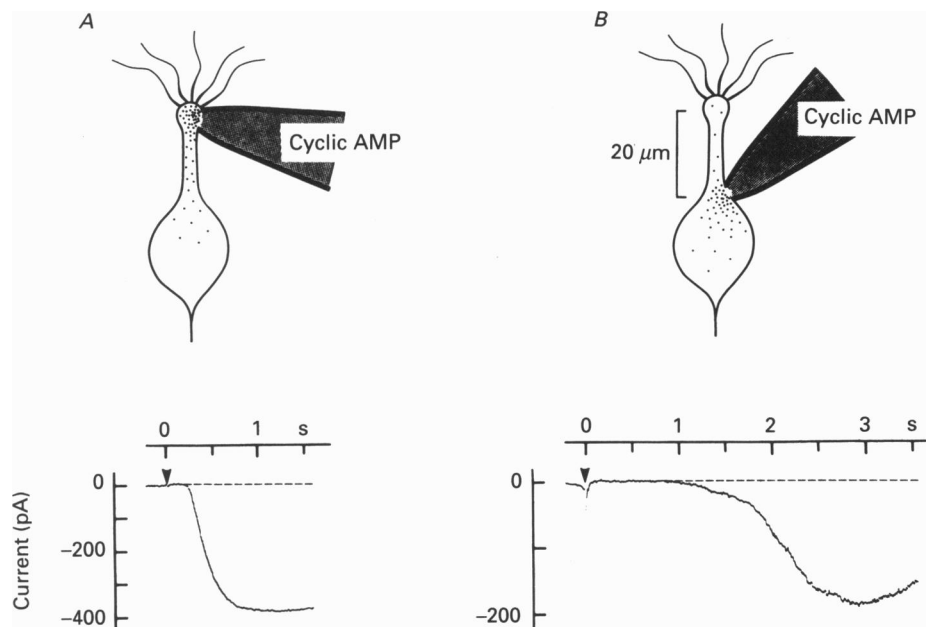 A
Cyclic AMP
B
Cyclic AMP
20 μm
0 1 s
0
−200
−400
Current (pA)
0 1 2 3 s
0
−200